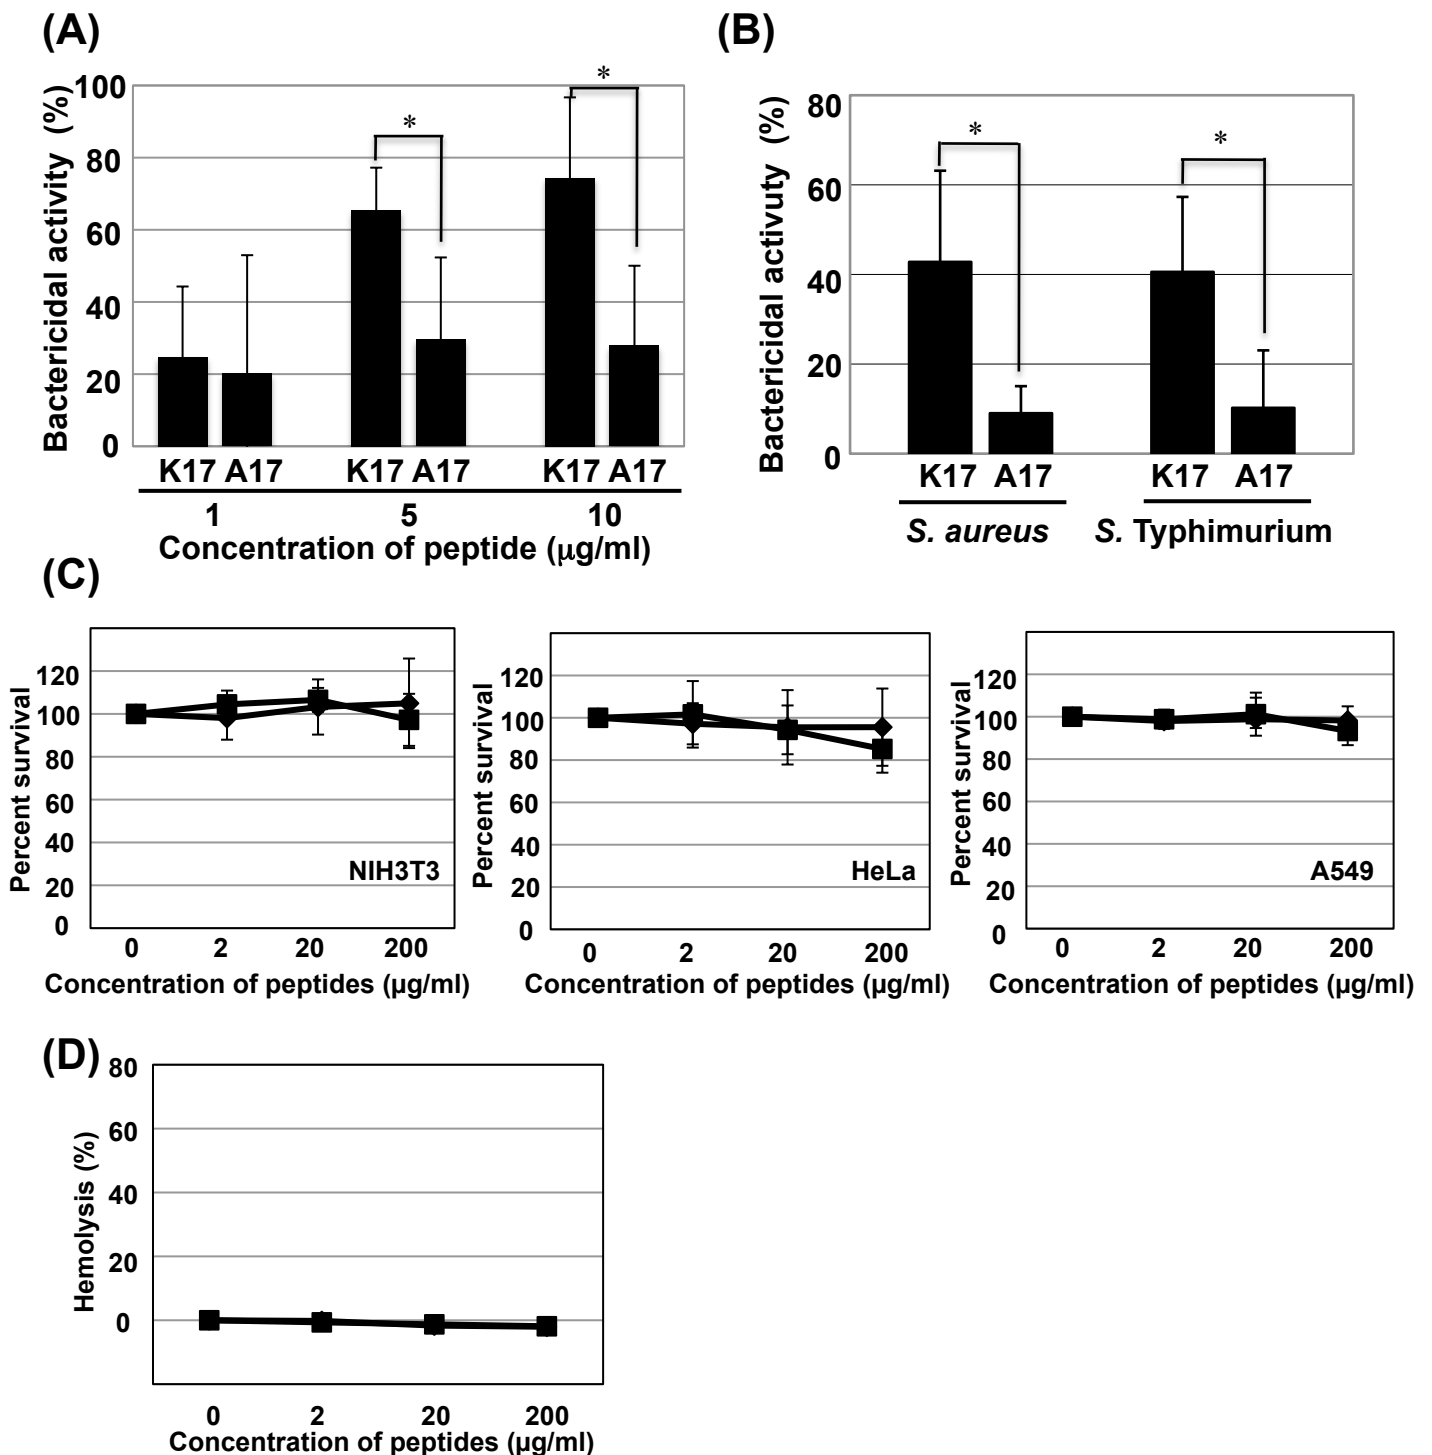 (A)
Bactericidal activity (%)
100
80
60
40
20
0
*
*
K17 A17 K17 A17 K17 A17
1 5 10
Concentration of peptide (μg/ml)
(B)
Bactericidal activuty (%)
80
60
40
20
0
*
*
K17 A17 K17 A17
S. aureus S. Typhimurium
(C)
Percent survival
120
100
80
60
40
20
0
NIH3T3
0 2 20 200
Concentration of peptides (µg/ml)
Percent survival
120
100
80
60
40
20
0
HeLa
0 2 20 200
Concentration of peptides (µg/ml)
Percent survival
120
100
80
60
40
20
0
A549
0 2 20 200
Concentration of peptides (µg/ml)
(D)
Hemolysis (%)
80
60
40
20
0
0 2 20 200
Concentration of peptides (µg/ml)